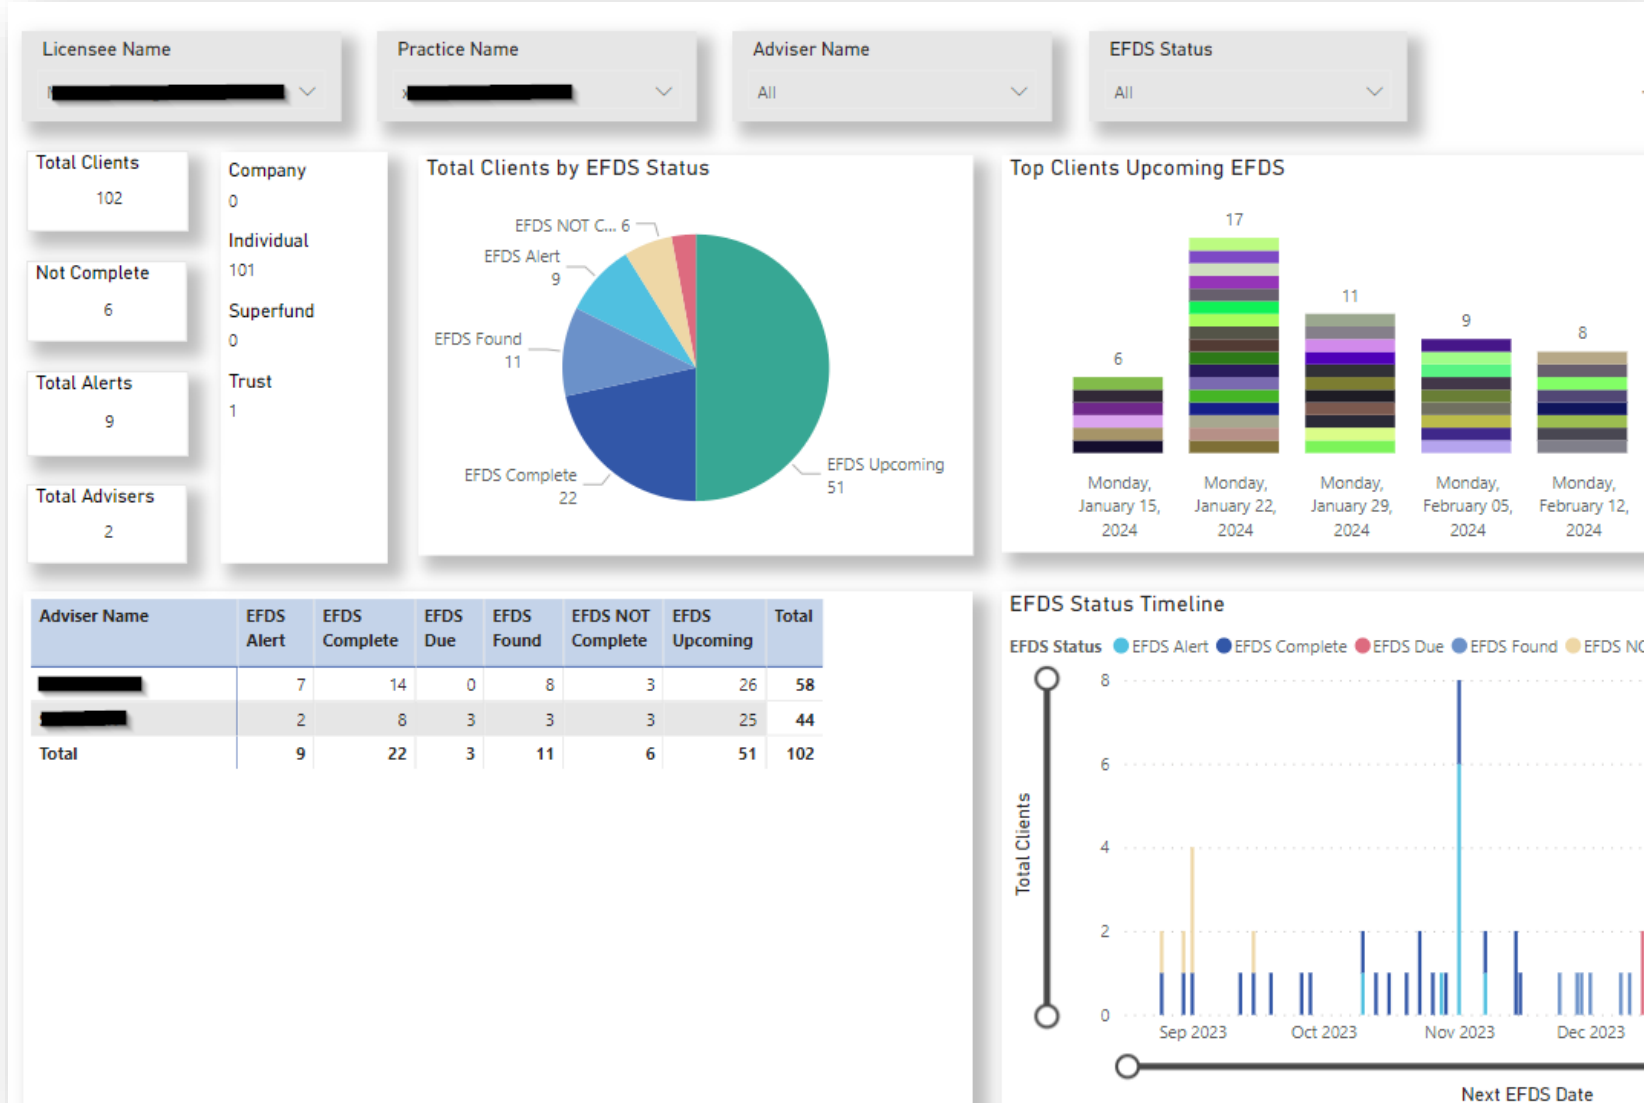 Licensee Name
Practice Name
Adviser Name
All
EFDS Status
All
Total Clients
102
Not Complete
6
Total Alerts
9
Total Advisers
2
Company
0
Individual
101
Superfund
0
Trust
1
Total Clients by EFDS Status
EFDS NOT C... 6
EFDS Alert
9
EFDS Found
11
EFDS Complete
22
EFDS Upcoming
51
Top Clients Upcoming EFDS
6
17
11
9
8
Monday,
January 15,
2024
Monday,
January 22,
2024
Monday,
January 29,
2024
Monday,
February 05,
2024
Monday,
February 12,
2024
Adviser Name EFDS Alert EFDS Complete EFDS Due EFDS Found EFDS NOT Complete EFDS Upcoming Total
7 14 0 8 3 26 58
2 8 3 3 3 25 44
Total 9 22 3 11 6 51 102
EFDS Status Timeline
EFDS Status EFDS Alert EFDS Complete EFDS Due EFDS Found EFDS NO
Total Clients
8
6
4
2
0
Sep 2023 Oct 2023 Nov 2023 Dec 2023
Next EFDS Date